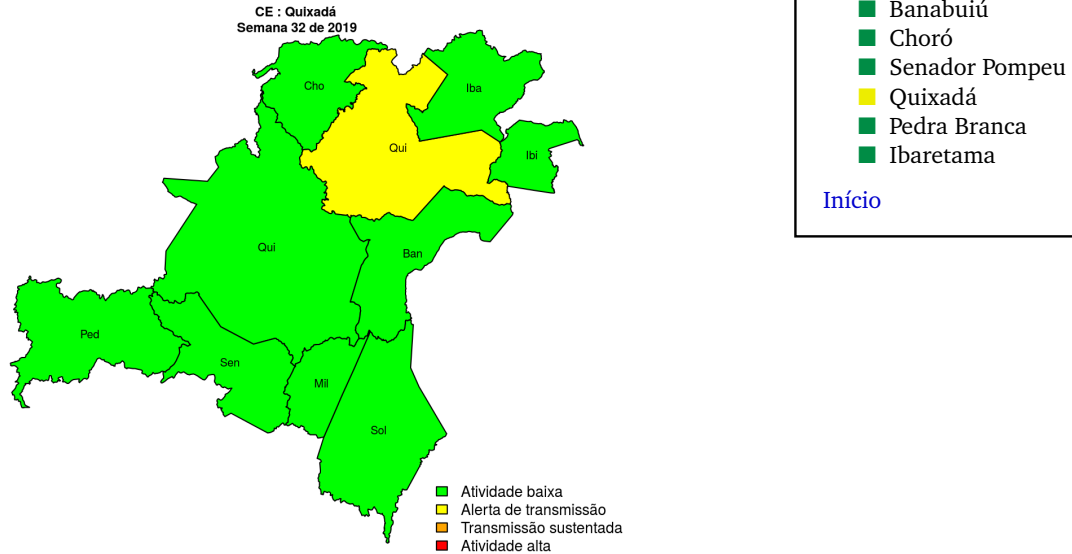 CE : Quixadá
Semana 32 de 2019
Cho
Iba
Qui
Ibi
Qui
Ban
Ped
Sen
Mil
Sol
Atividade baixa
Alerta de transmissão
Transmissão sustentada
Atividade alta
Banabuiú
Choró
Senador Pompeu
Quixadá
Pedra Branca
Ibaretama
Início